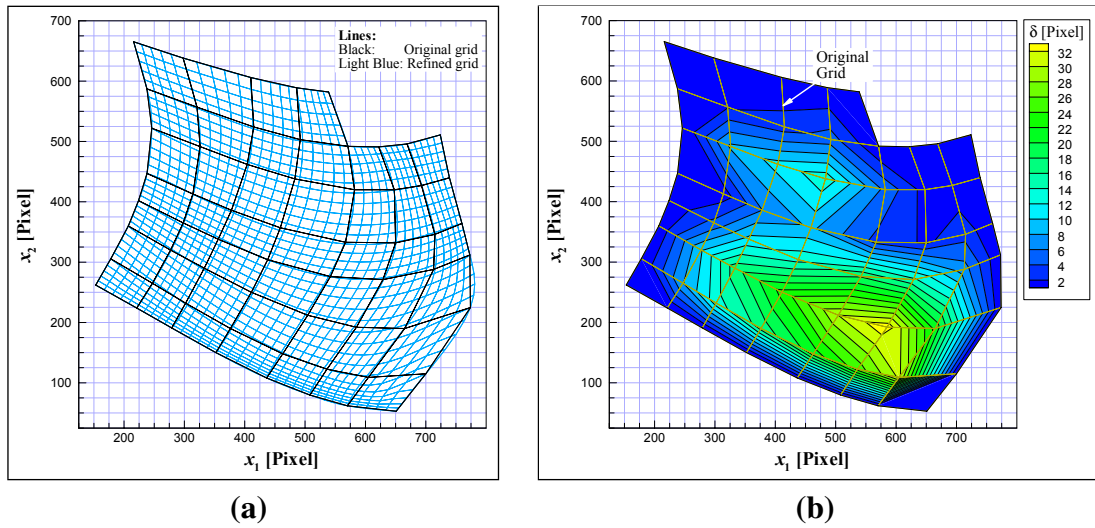 700
600
500
400
300
200
100
200 300 400 500 600 700
x₂ [Pixel]
x₁ [Pixel]
Lines:
Black: Original grid
Light Blue: Refined grid
(a)
700
600
500
400
300
200
100
200 300 400 500 600 700
x₂ [Pixel]
x₁ [Pixel]
Original
Grid
δ [Pixel]
32
30
28
26
24
22
20
18
16
14
12
10
8
6
4
2
(b)